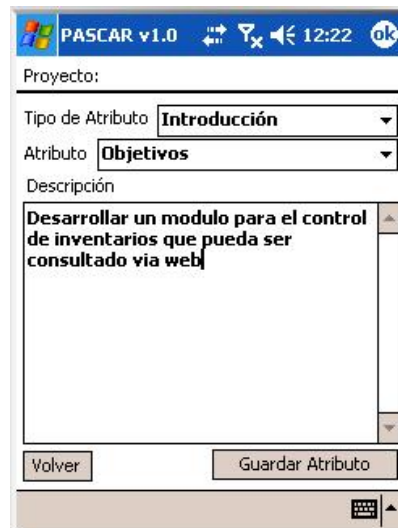 PASCAR v1.0 12:22 ok
Proyecto:
Tipo de Atributo Introducción
Atributo Objetivos
Descripción
Desarrollar un modulo para el control
de inventarios que pueda ser
consultado via web
Volver Guardar Atributo